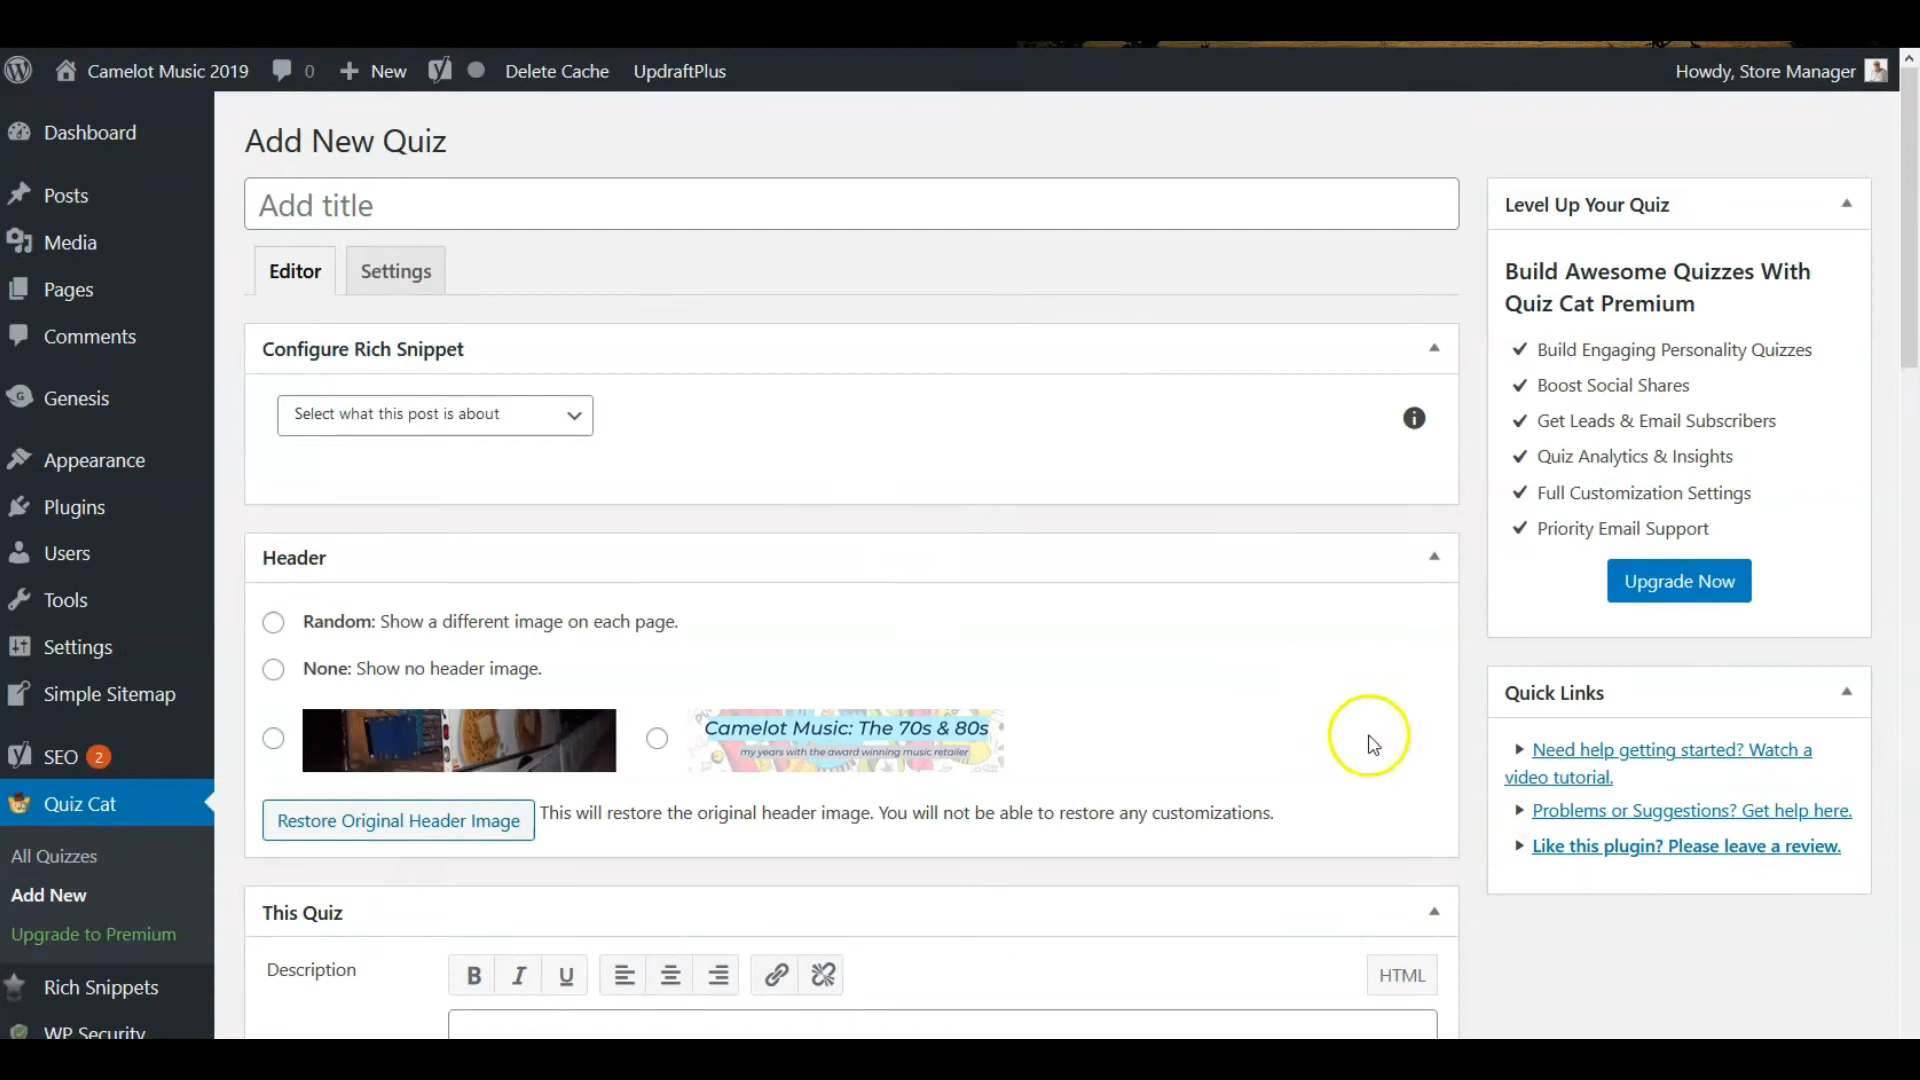 Camelot Music 2019
0
New
Delete Cache
UpdraftPlus
Howdy, Store Manager
Dashboard
Posts
Media
Pages
Comments
Genesis
Appearance
Plugins
Users
Tools
Settings
Simple Sitemap
SEO 2
Quiz Cat
All Quizzes
Add New
Upgrade to Premium
Rich Snippets
WP Security
Add New Quiz
Add title
Editor
Settings
Configure Rich Snippet
Select what this post is about
Header
Random: Show a different image on each page.
None: Show no header image.
Camelot Music: The 70s & 80s
my years with the award winning music retailer
Restore Original Header Image
This will restore the original header image. You will not be able to restore any customizations.
This Quiz
Description
B I U
HTML
Level Up Your Quiz
Build Awesome Quizzes With
Quiz Cat Premium
Build Engaging Personality Quizzes
Boost Social Shares
Get Leads & Email Subscribers
Quiz Analytics & Insights
Full Customization Settings
Priority Email Support
Upgrade Now
Quick Links
Need help getting started? Watch a
video tutorial.
Problems or Suggestions? Get help here.
Like this plugin? Please leave a review.